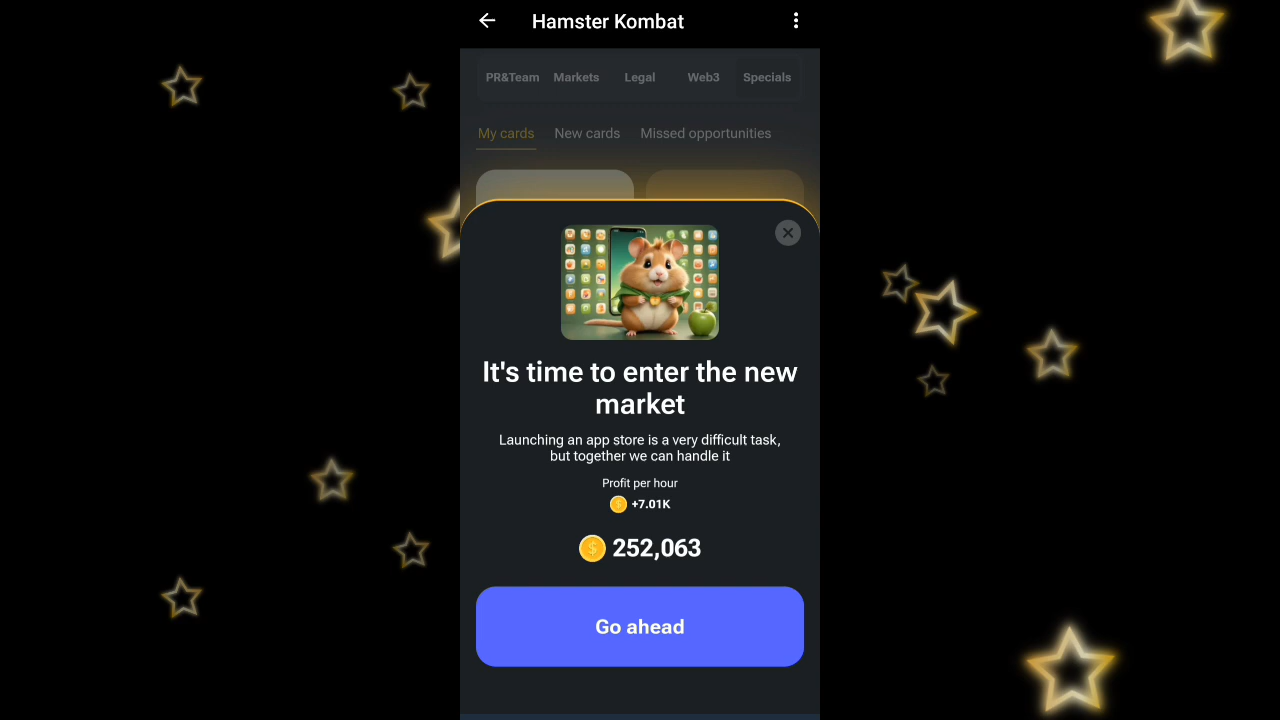 Hamster Kombat
PR&Team Markets Legal Web3 Specials
My cards New cards Missed opportunities
It's time to enter the new
market
Launching an app store is a very difficult task,
but together we can handle it
Profit per hour
+7.01K
252,063
Go ahead